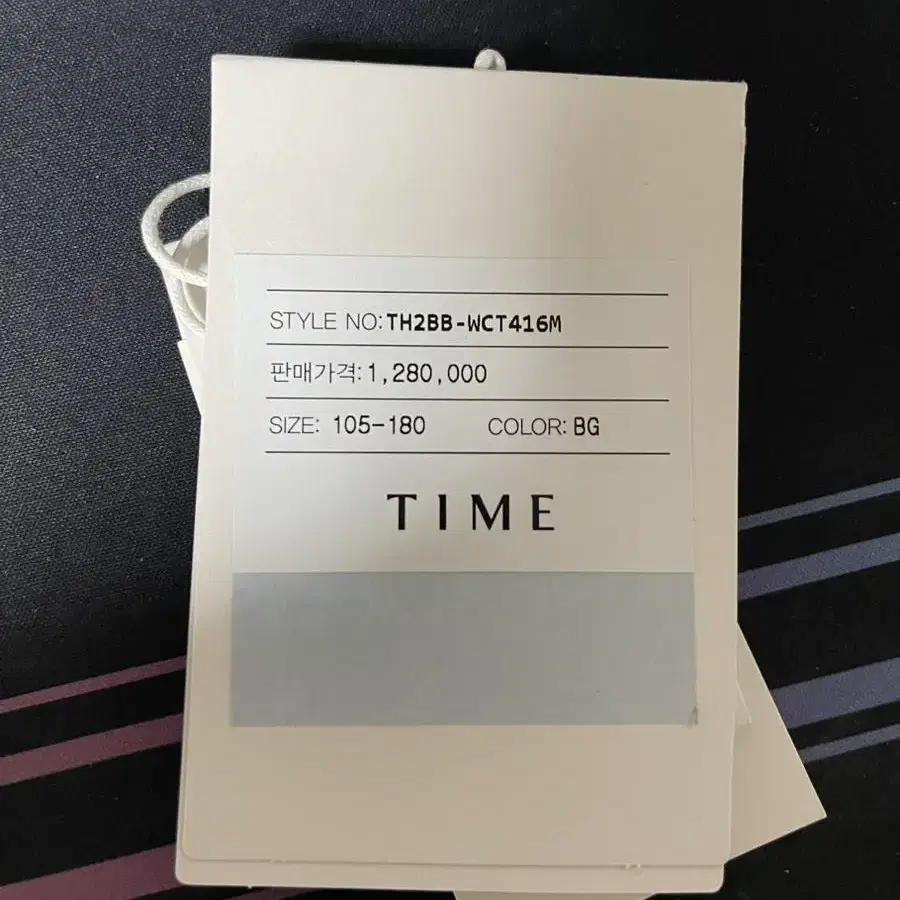 STYLE NO: TH2BB-WCT416M
판매가격: 1,280,000
SIZE: 105-180 COLOR: BG
TIME